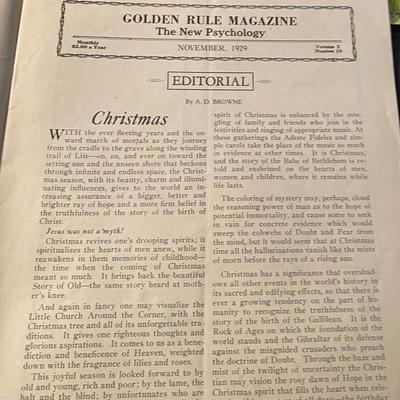 GOLDEN RULE MAGAZINE
The New Psychology
Monthly
$2.00 a Year
NOVEMBER, 1929
Volume X
Number 10
EDITORIAL
By A. D. BROWNE
Christmas
WITH the ever fleeting years and the on-
ward march of mortals as they journey
from the cradle to the grave along the winding
trail of Life—on, on, and ever on toward the
setting sun and the unseen shore that beckons
through infinite and endless space, the Christ-
mas season, with its beauty, charm and illumi-
nating influences, gives to the world an in-
creasing assurance of a bigger, better and
brighter ray of hope and a more firm belief in
the truthfulness of the story of the birth of
Christ.
Jesus was not a myth!
Christmas revives one's drooping spirits; it
spiritualizes the hearts of men anew, while it
reawakens in them memories of childhood—
the time when the coming of Christmas
meant so much. It brings back the beautiful
Story of Old—the same story heard at moth-
er's knee.
And again in fancy one may visualize the
Little Church Around the Corner, with the
Christmas tree and all of its unforgettable tra-
ditions. It gives one righteous thoughts and
glorious aspirations. It comes to us as a bene-
diction and beneficence of Heaven, weighted
down with the fragrance of lilies and roses.
This joyful season is looked forward to by
old and young, rich and poor; by the lame, the
halt and the blind; by unfortunates who are
spirit of Christmas is enhanced by the min-
gling of family and friends who join in the
festivities and singing of appropriate music. At
these gatherings the Adeste Fideles and sim-
ple carols take the place of music so much
in evidence at other times. It is Christmas,
and the story of the Babe of Bethlehem is re-
told and enshrined on the hearts of men,
women and children, where it remains while
life lasts.
The coloring of mystery may, perhaps, cloud
the reasoning power of man as to the hope of
potential immortality, and cause some to seek
in vain for concrete evidence which would
sweep the cobwebs of Doubt and Fear from
the mind, but it would seem that at Christmas
time all the hallucinations vanish like the mists
of morn before the rays of a rising sun.
Christmas has a significance that overshad-
ows all other events in the world's history in
its sacred and edifying effects, so that there is
ever a growing tendency on the part of hu-
manity to recognize the truthfulness of the
story of the birth of the Galilean. It is the
Rock of Ages on which the foundation of the
world stands and the Gibraltar of its defense
against the misguided crusaders who preach
the doctrine of Doubt. Through the haze and
mist of the twilight of uncertainty the Chris-
tian may vision the rosy dawn of Hope in the
Christmas spirit that fills the heart when cele-